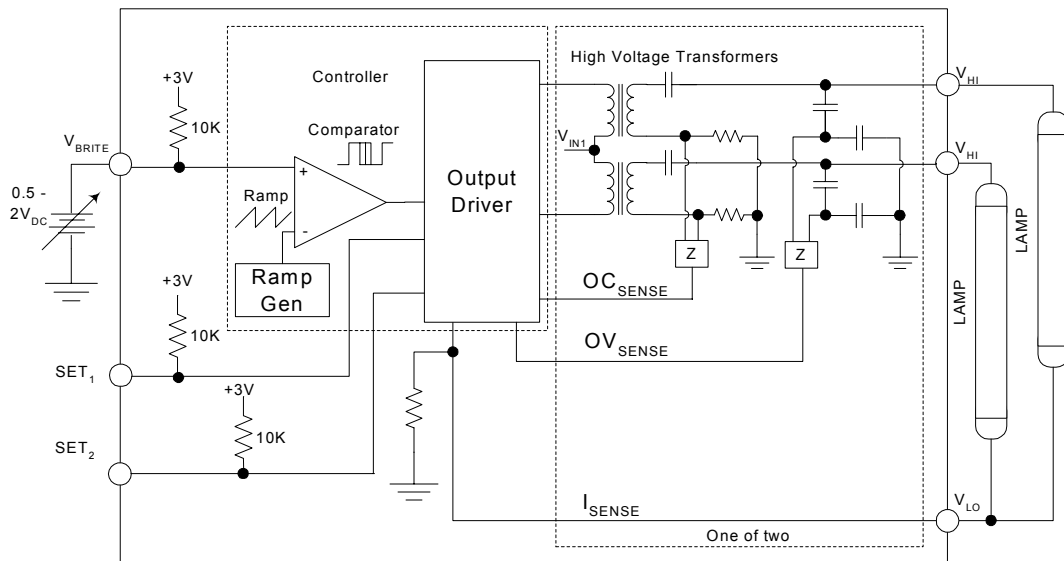 High Voltage Transformers
Controller
+3V
10K
V_BRITE
Comparator
+
Ramp
-
Ramp
Gen
0.5 -
2V_DC
Output
Driver
V_IN1
V_HI
V_HI
LAMP
LAMP
Z
Z
OC_SENSE
OV_SENSE
+3V
10K
SET_1
+3V
10K
SET_2
I_SENSE
V_LO
One of two